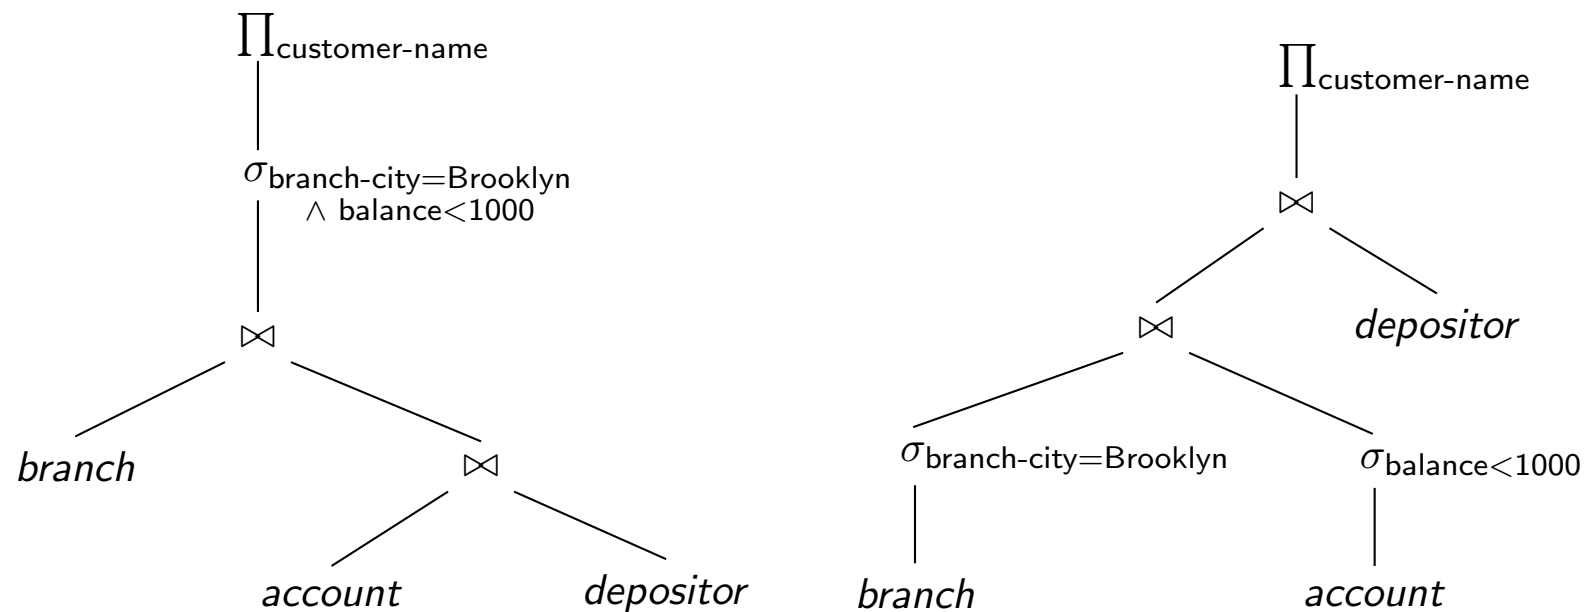 ∏customer-name
σbranch-city=Brooklyn
∧ balance<1000
⋈
branch
⋈
account
depositor
∏customer-name
⋈
⋈
depositor
σbranch-city=Brooklyn
σbalance<1000
branch
account